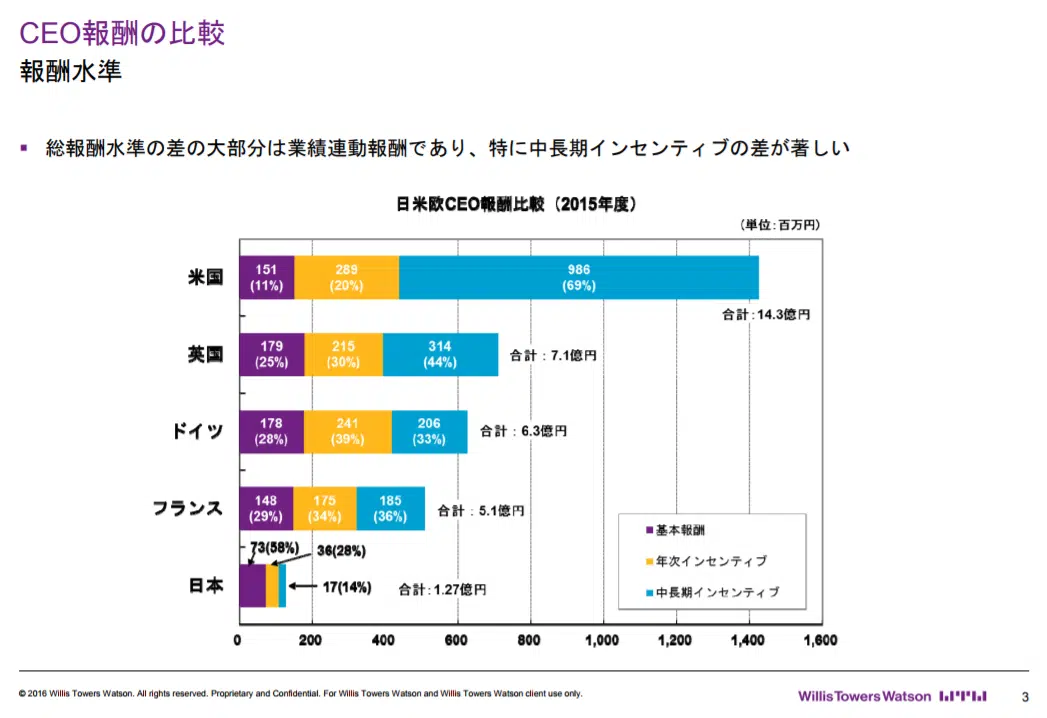 CEO報酬の比較
報酬水準
▪ 総報酬水準の差の大部分は業績連動報酬であり、特に中長期インセンティブの差が著しい
日米欧CEO報酬比較（2015年度）
（単位：百万円）
米国
151
(11%)
289
(20%)
986
(69%)
合計：14.3億円
英国
179
(25%)
215
(30%)
314
(44%)
合計：7.1億円
ドイツ
178
(28%)
241
(39%)
206
(33%)
合計：6.3億円
フランス
148
(29%)
175
(34%)
185
(36%)
合計：5.1億円
日本
73(58%)
36(28%)
17(14%)
合計：1.27億円
基本報酬
年次インセンティブ
中長期インセンティブ
0 200 400 600 800 1,000 1,200 1,400 1,600
© 2016 Willis Towers Watson. All rights reserved. Proprietary and Confidential. For Willis Towers Watson and Willis Towers Watson client use only.
WillisTowersWatson
3